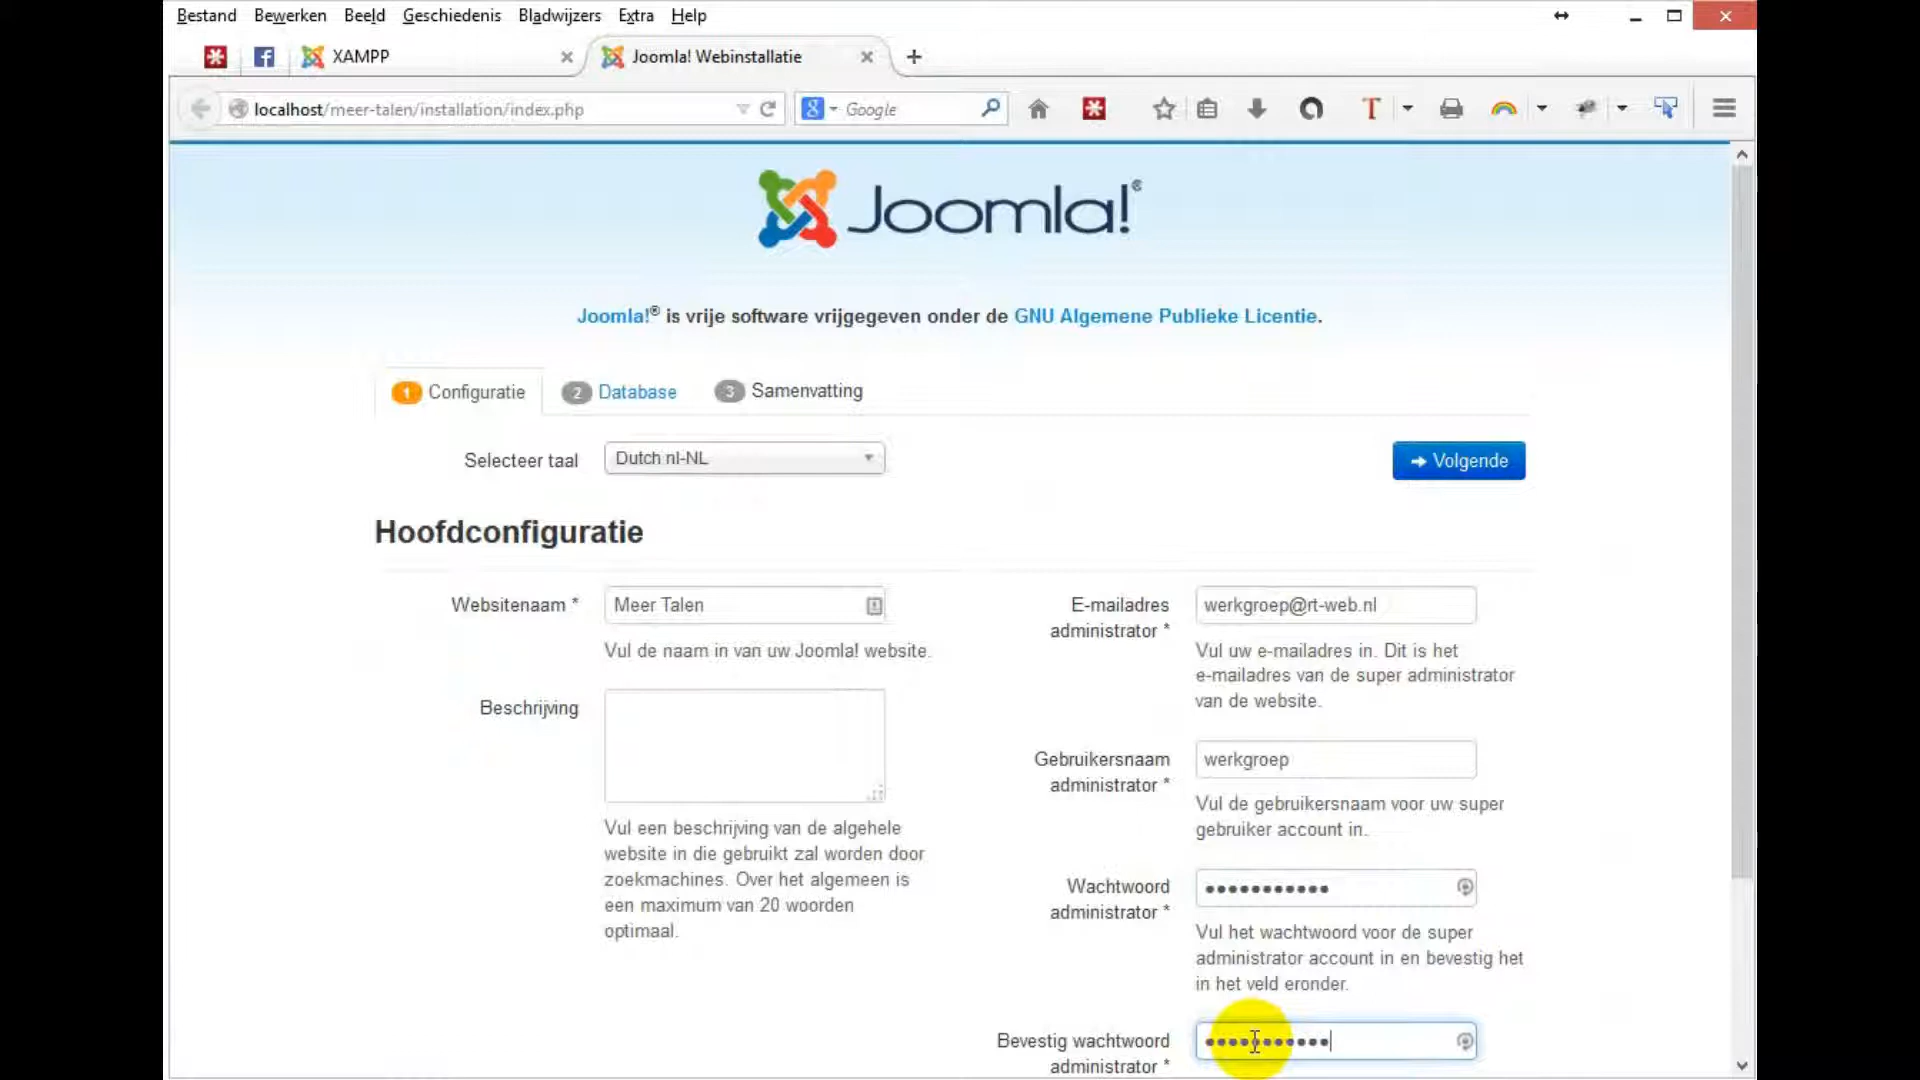 Bestand Bewerken Beeld Geschiedenis Bladwijzers Extra Help
XAMPP
Joomla! Webinstallatie
localhost/meer-talen/installation/index.php
Google
Joomla!®
Joomla!® is vrije software vrijgegeven onder de GNU Algemene Publieke Licentie.
1 Configuratie 2 Database 3 Samenvatting
Selecteer taal Dutch nl-NL Volgende
Hoofdconfiguratie
Websitenaam * Meer Talen
Vul de naam in van uw Joomla! website.
Beschrijving
Vul een beschrijving van de algehele
website in die gebruikt zal worden door
zoekmachines. Over het algemeen is
een maximum van 20 woorden
optimaal.
E-mailadres
administrator *
werkgroep@rt-web.nl
Vul uw e-mailadres in. Dit is het
e-mailadres van de super administrator
van de website.
Gebruikersnaam
administrator *
werkgroep
Vul de gebruikersnaam voor uw super
gebruiker account in.
Wachtwoord
administrator *
•••••••••••
Vul het wachtwoord voor de super
administrator account in en bevestig het
in het veld eronder.
Bevestig wachtwoord
administrator *
•••••••••••